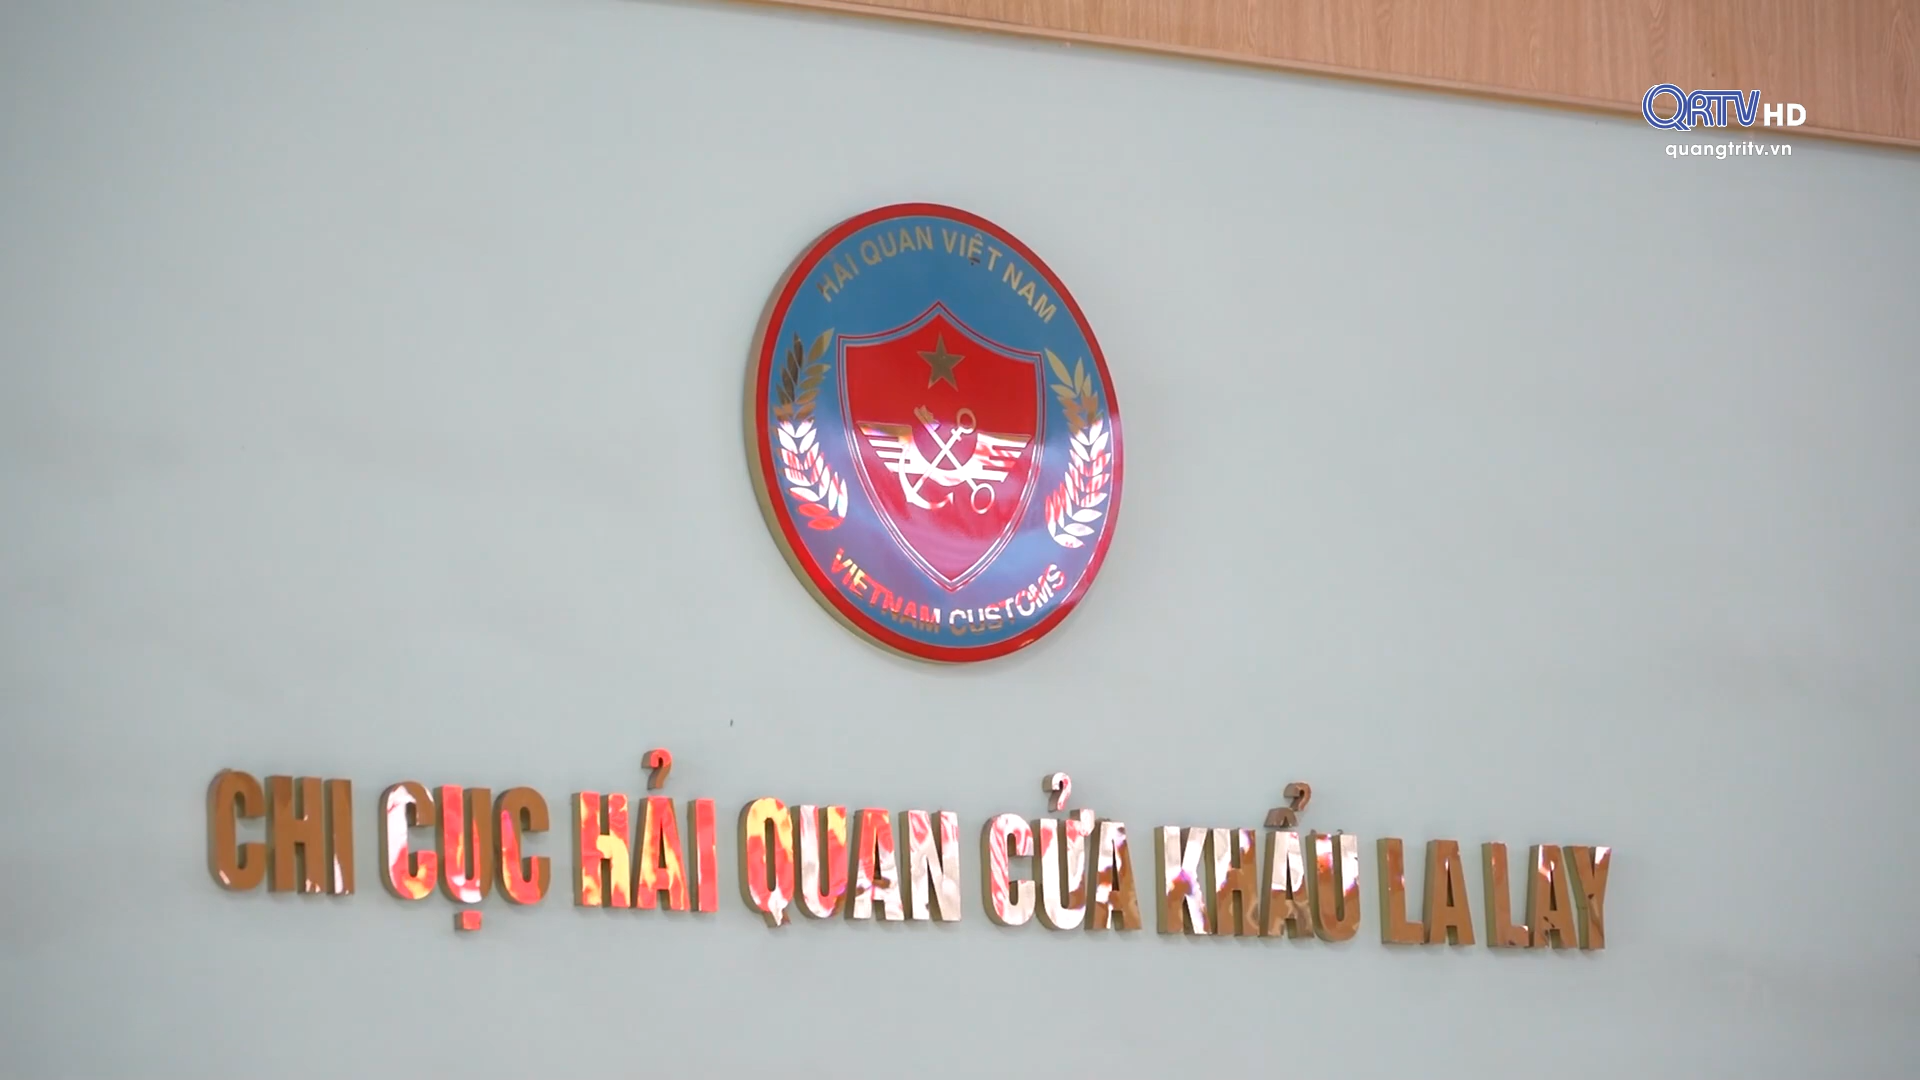 QRTV HD
quangtritv.vn
HẢI QUAN VIỆT NAM
VIETNAM CUSTOMS
CHI CỤC HẢI QUAN CỬA KHẨU LA LAY